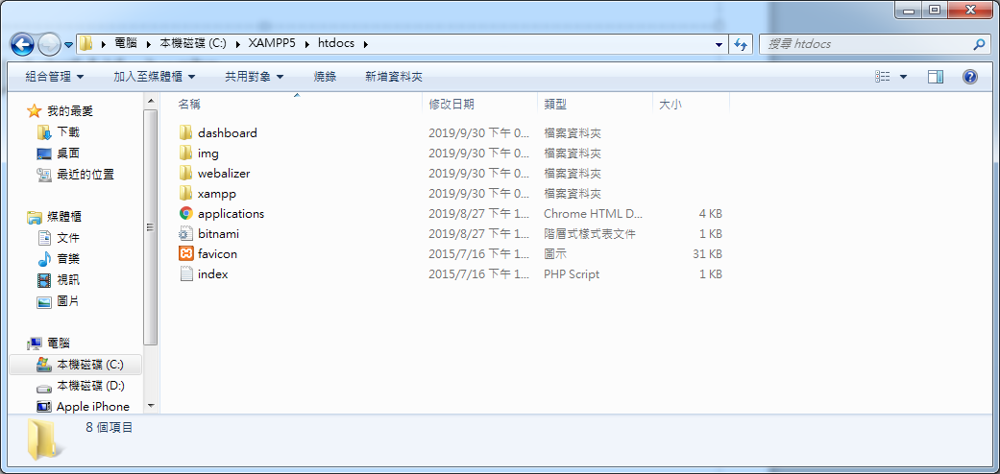 電腦 ▸ 本機磁碟 (C:) ▸ XAMPP5 ▸ htdocs ▸
搜尋 htdocs
組合管理 ▼ 加入至媒體櫃 ▼ 共用對象 ▼ 燒錄 新增資料夾
我的最愛
下載
桌面
最近的位置
媒體櫃
文件
音樂
視訊
圖片
電腦
本機磁碟 (C:)
本機磁碟 (D:)
Apple iPhone
名稱 修改日期 類型 大小
dashboard 2019/9/30 下午 0... 檔案資料夾
img 2019/9/30 下午 0... 檔案資料夾
webalizer 2019/9/30 下午 0... 檔案資料夾
xampp 2019/9/30 下午 0... 檔案資料夾
applications 2019/8/27 下午 1... Chrome HTML D... 4 KB
bitnami 2019/8/27 下午 1... 階層式樣式表文件 1 KB
favicon 2015/7/16 下午 1... 圖示 31 KB
index 2015/7/16 下午 1... PHP Script 1 KB
8 個項目